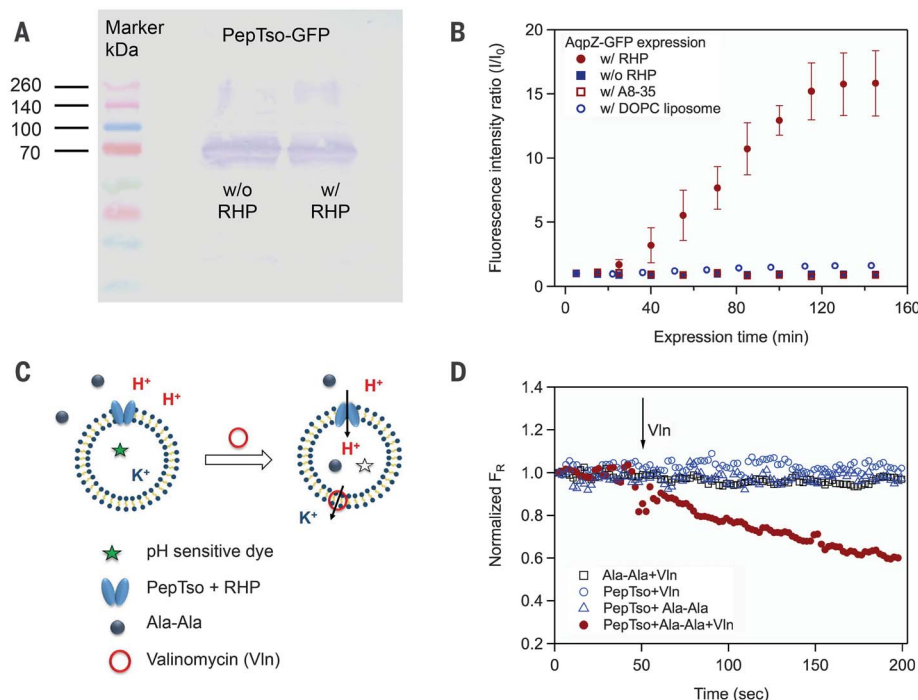 A
Marker
kDa
PepTso-GFP
260
140
100
70
w/o
RHP
w/
RHP
B
Fluorescence intensity ratio (I/I₀)
20
15
10
5
0
AqpZ-GFP expression
w/ RHP
w/o RHP
w/ A8-35
w/ DOPC liposome
0 40 80 120 160
Expression time (min)
C
H⁺
H⁺
K⁺
H⁺
K⁺
pH sensitive dye
PepTso + RHP
Ala-Ala
Valinomycin (Vln)
D
Normalized F_R
1.4
1.2
1.0
0.8
0.6
0.4
0.2
Vln
Ala-Ala+Vln
PepTso+Vln
PepTso+ Ala-Ala
PepTso+Ala-Ala+Vln
0 50 100 150 200
Time (sec)